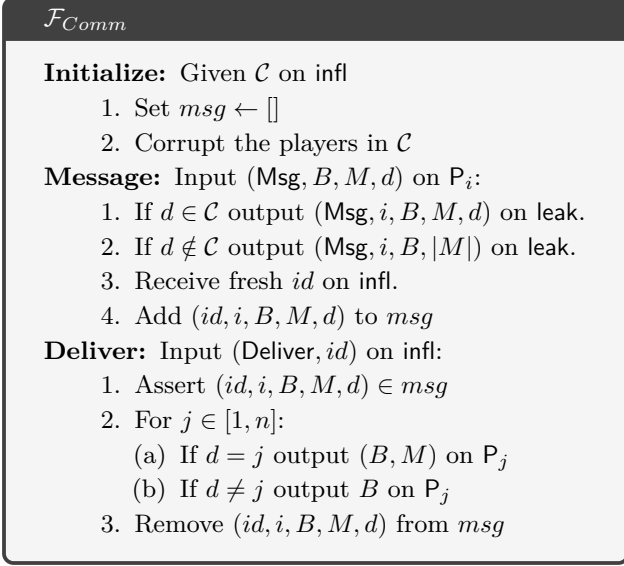 ℱ_Comm
Initialize: Given 𝒞 on infl
1. Set msg ← []
2. Corrupt the players in 𝒞
Message: Input (Msg, B, M, d) on P_i:
1. If d ∈ 𝒞 output (Msg, i, B, M, d) on leak.
2. If d ∉ 𝒞 output (Msg, i, B, |M|) on leak.
3. Receive fresh id on infl.
4. Add (id, i, B, M, d) to msg
Deliver: Input (Deliver, id) on infl:
1. Assert (id, i, B, M, d) ∈ msg
2. For j ∈ [1, n]:
(a) If d = j output (B, M) on P_j
(b) If d ≠ j output B on P_j
3. Remove (id, i, B, M, d) from msg